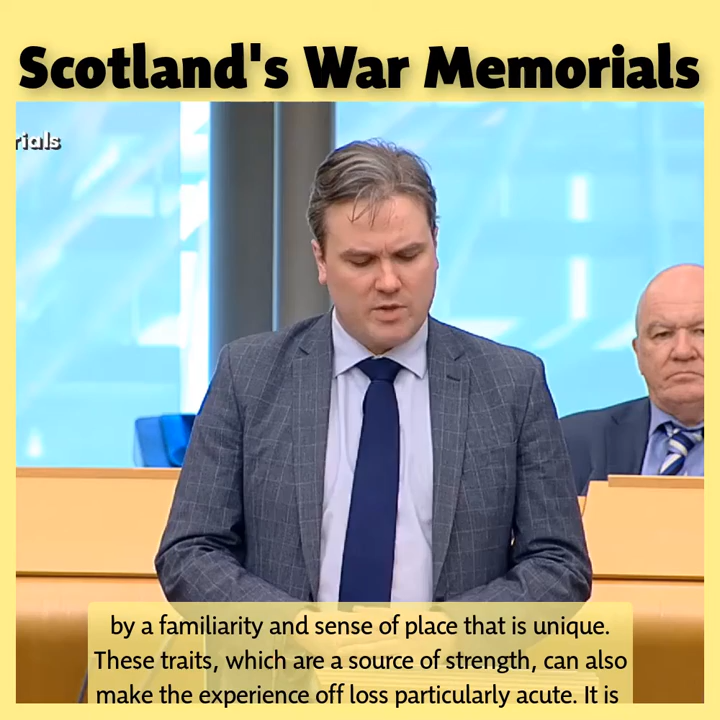 Scotland's War Memorials
rials
by a familiarity and sense of place that is unique.
These traits, which are a source of strength, can also
make the experience off loss particularly acute. It is